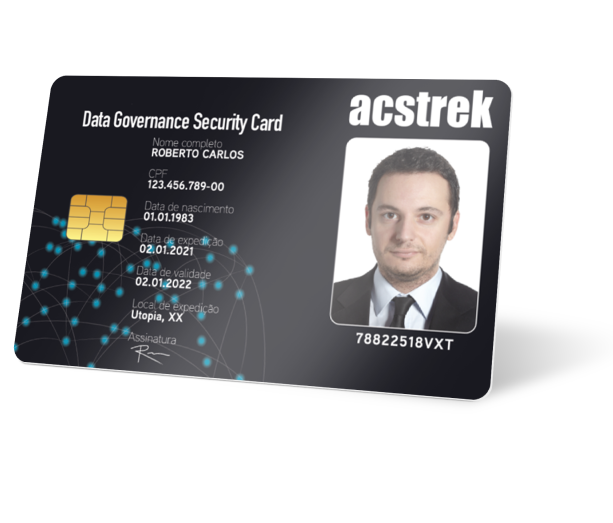 acstrek
Data Governance Security Card
Nome completo
ROBERTO CARLOS
CPF
123.456.789-00
Data de nascimento
01.01.1983
Data de expedição
02.01.2021
Data de validade
02.01.2022
Local de expedição
Utopia, XX
Assinatura
78822518VXT